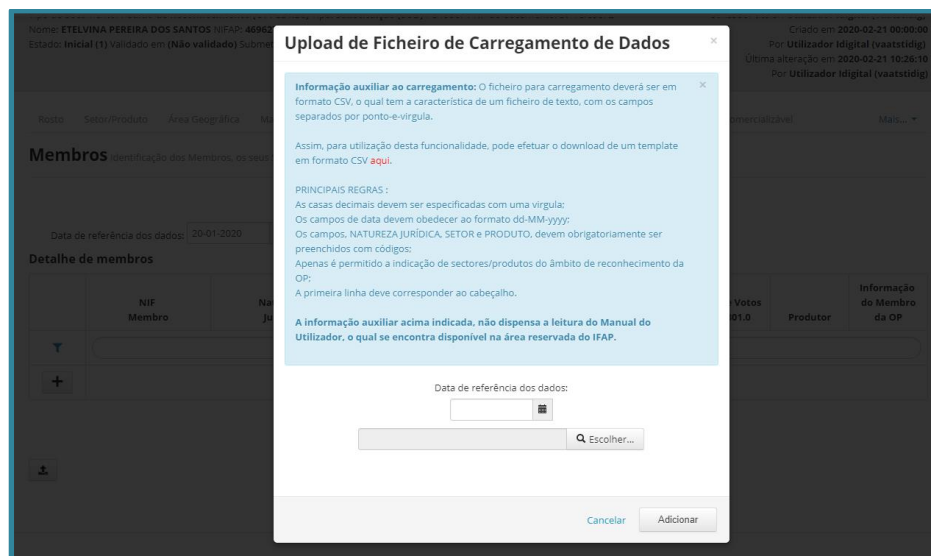 Nome: ETELVINA PEREIRA DOS SANTOS NIFAP: 46962
Criado em 2020-02-21 00:00:00
Estado: Inicial (1) Validado em (Não validado) Submet
Por Utilizador Idigital (vaatstidig)
Última alteração em 2020-02-21 10:26:10
Por Utilizador Idigital (vaatstidig)
Upload de Ficheiro de Carregamento de Dados ×
Informação auxiliar ao carregamento: O ficheiro para carregamento deverá ser em ×
formato CSV, o qual tem a característica de um ficheiro de texto, com os campos
separados por ponto-e-virgula.
Assim, para utilização desta funcionalidade, pode efetuar o download de um template
em formato CSV aqui.
PRINCIPAIS REGRAS :
As casas decimais devem ser especificadas com uma virgula;
Os campos de data devem obedecer ao formato dd-MM-yyyy;
Os campos, NATUREZA JURÍDICA, SETOR e PRODUTO, devem obrigatoriamente ser
preenchidos com códigos;
Apenas é permitido a indicação de sectores/produtos do âmbito de reconhecimento da
OP;
A primeira linha deve corresponder ao cabeçalho.
A informação auxiliar acima indicada, não dispensa a leitura do Manual do
Utilizador, o qual se encontra disponível na área reservada do IFAP.
Data de referência dos dados:
Escolher...
Cancelar Adicionar
Rosto Setor/Produto Área Geográfica
omercializável Mais...
Membros Identificação dos Membros, os seus
Data de referência dos dados: 20-01-2020
Detalhe de membros
NIF
Membro
Votos
Produtor
Informação
do Membro
da OP